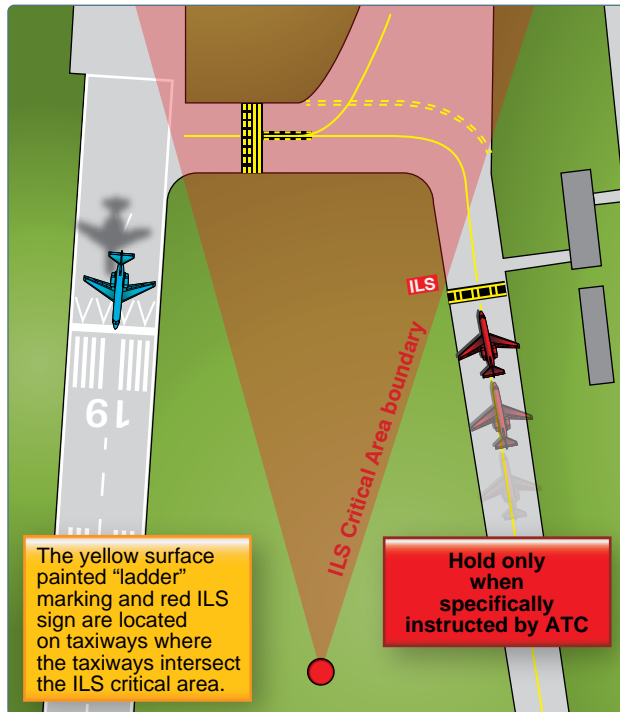 ILS
ILS Critical Area boundary
19
The yellow surface
painted “ladder”
marking and red ILS
sign are located
on taxiways where
the taxiways intersect
the ILS critical area.
Hold only
when
specifically
instructed by ATC